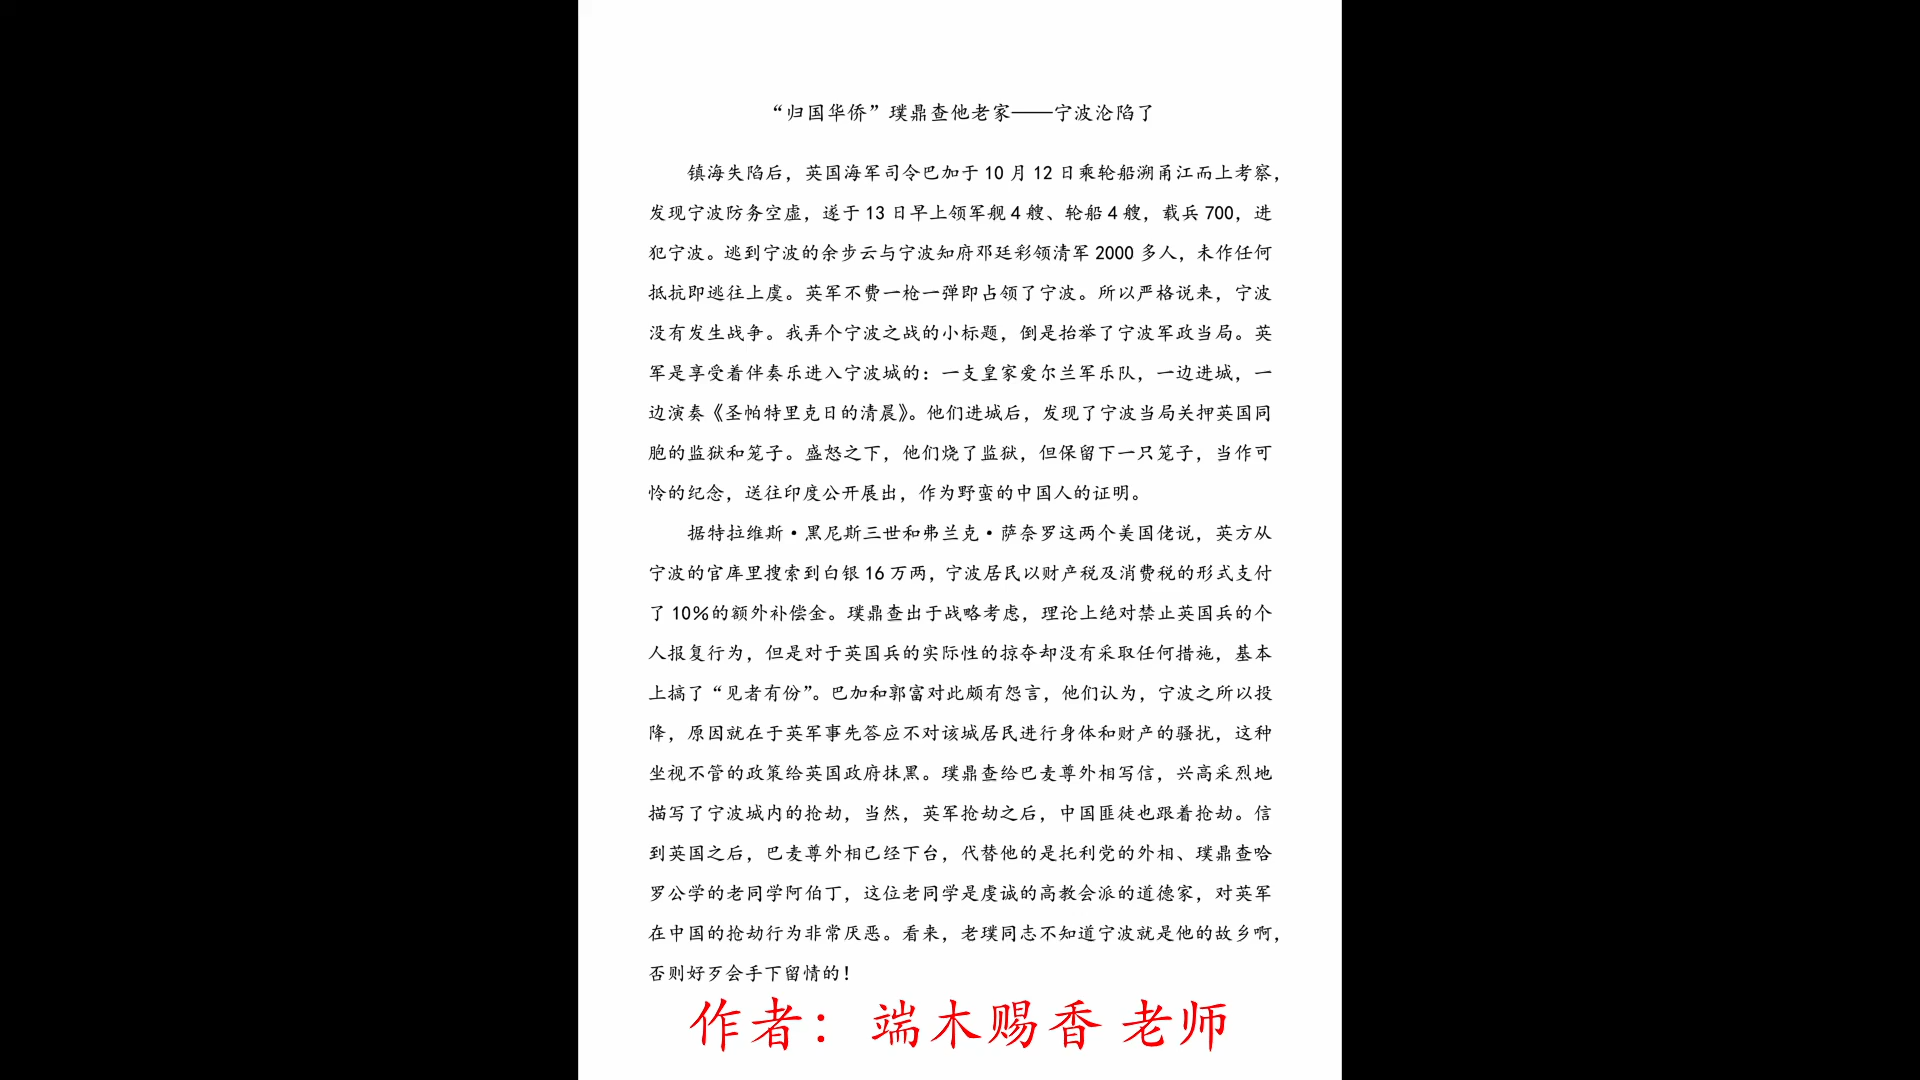 “归国华侨”璞鼎查他老家——宁波沦陷了
镇海失陷后，英国海军司令巴加于 10 月 12 日乘轮船溯甬江而上考察，
发现宁波防务空虚，遂于 13 日早上领军舰 4 艘、轮船 4 艘，载兵 700，进
犯宁波。逃到宁波的余步云与宁波知府邓廷彩领清军 2000 多人，未作任何
抵抗即逃往上虞。英军不费一枪一弹即占领了宁波。所以严格说来，宁波
没有发生战争。我弄个宁波之战的小标题，倒是抬举了宁波军政当局。英
军是享受着伴奏乐进入宁波城的：一支皇家爱尔兰军乐队，一边进城，一
边演奏《圣帕特里克日的清晨》。他们进城后，发现了宁波当局关押英国同
胞的监狱和笼子。盛怒之下，他们烧了监狱，但保留下一只笼子，当作可
怜的纪念，送往印度公开展出，作为野蛮的中国人的证明。
据特拉维斯·黑尼斯三世和弗兰克·萨奈罗这两个美国佬说，英方从
宁波的官库里搜索到白银 16 万两，宁波居民以财产税及消费税的形式支付
了 10%的额外补偿金。璞鼎查出于战略考虑，理论上绝对禁止英国兵的个
人报复行为，但是对于英国兵的实际性的掠夺却没有采取任何措施，基本
上搞了“见者有份”。巴加和郭富对此颇有怨言，他们认为，宁波之所以投
降，原因就在于英军事先答应不对该城居民进行身体和财产的骚扰，这种
坐视不管的政策给英国政府抹黑。璞鼎查给巴麦尊外相写信，兴高采烈地
描写了宁波城内的抢劫，当然，英军抢劫之后，中国匪徒也跟着抢劫。信
到英国之后，巴麦尊外相已经下台，代替他的是托利党的外相、璞鼎查哈
罗公学的老同学阿伯丁，这位老同学是虔诚的高教会派的道德家，对英军
在中国的抢劫行为非常厌恶。看来，老璞同志不知道宁波就是他的故乡啊，
否则好歹会手下留情的！
作者：端木赐香 老师